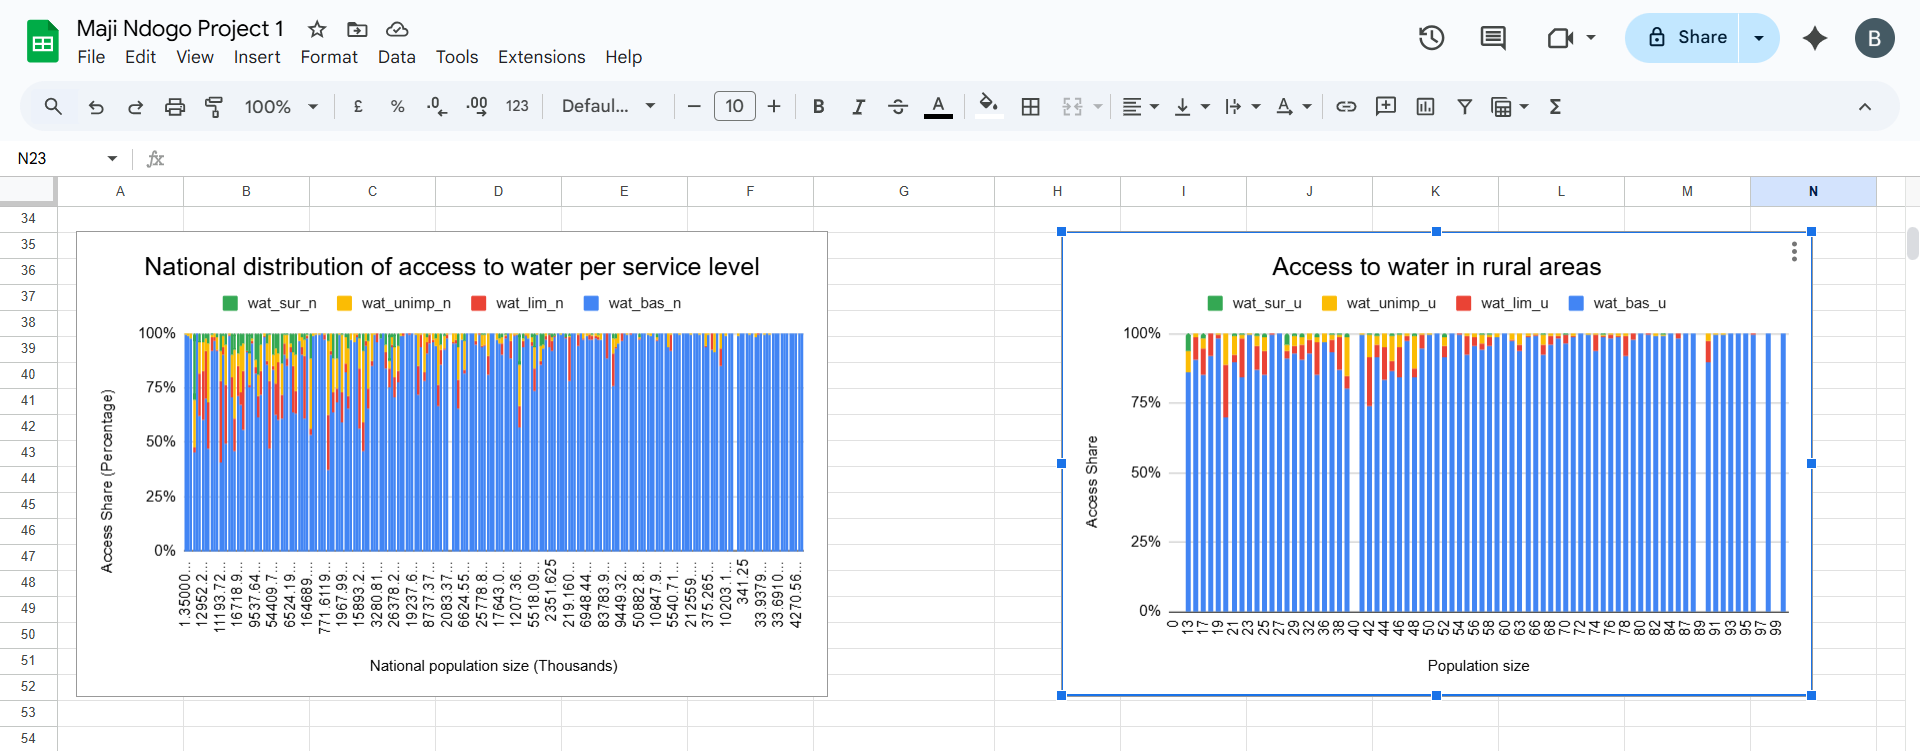 Maji Ndogo Project 1
File Edit View Insert Format Data Tools Extensions Help
Share
B
100% £ % .0 .00 123 Defaul... 10 B I S A Σ
N23 fx
A B C D E F G H I J K L M N
34
35
36
37
38
39
40
41
42
43
44
45
46
47
48
49
50
51
52
53
54
National distribution of access to water per service level
wat_sur_n wat_unimp_n wat_lim_n wat_bas_n
100%
75%
50%
25%
0%
Access Share (Percentage)
1.35000... 12952.2... 11193.72... 16718.9... 9537.64... 54409.7... 6524.19... 164689.... 7771.6119... 1967.99... 15893.2... 3280.81... 26378.2... 19237.6... 8737.37... 2083.37... 6624.55... 25778.8... 17643.0... 1207.36... 5518.09... 2351.625 2119.160... 6948.44... 83783.9... 9449.32... 50882.8... 10847.9... 5540.71... 212559.... 375.265... 10203.1... 341.25 33.9379... 33.6910... 4270.56...
National population size (Thousands)
Access to water in rural areas
wat_sur_u wat_unimp_u wat_lim_u wat_bas_u
100%
75%
50%
25%
0%
Access Share
0 13 17 19 21 23 25 27 29 32 36 38 40 42 44 46 48 50 52 54 56 58 60 63 66 68 70 72 74 76 78 80 82 84 87 89 91 93 95 97 99
Population size